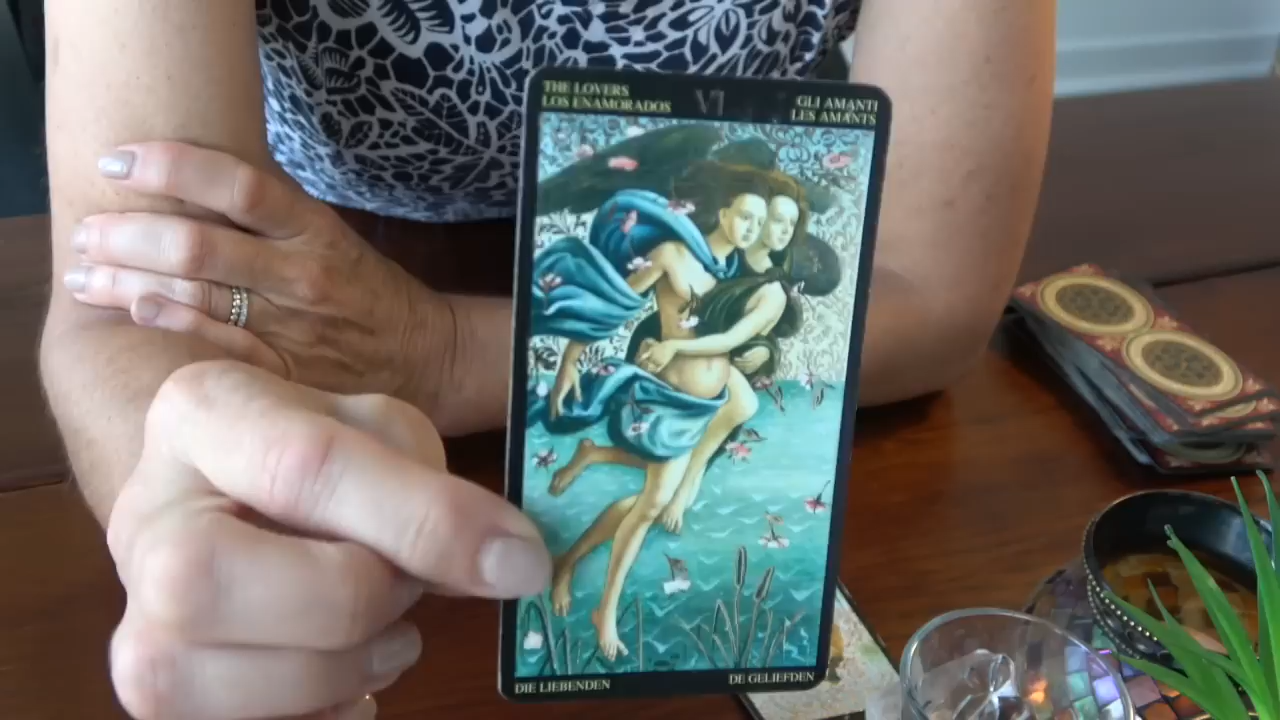 THE LOVERS
LOS ENAMORADOS
VI
GLI AMANTI
LES AMANTS
DIE LIEBENDEN
DE GELIEFDEN